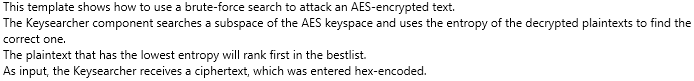 This template shows how to use a brute-force search to attack an AES-encrypted text.
The Keysearcher component searches a subspace of the AES keyspace and uses the entropy of the decrypted plaintexts to find the
correct one.
The plaintext that has the lowest entropy will rank first in the bestlist.
As input, the Keysearcher receives a ciphertext, which was entered hex-encoded.